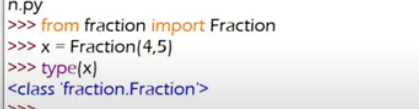 n.py
>>> from fraction import Fraction
>>> x = Fraction(4,5)
>>> type(x)
<class 'fraction.Fraction'>
>>>